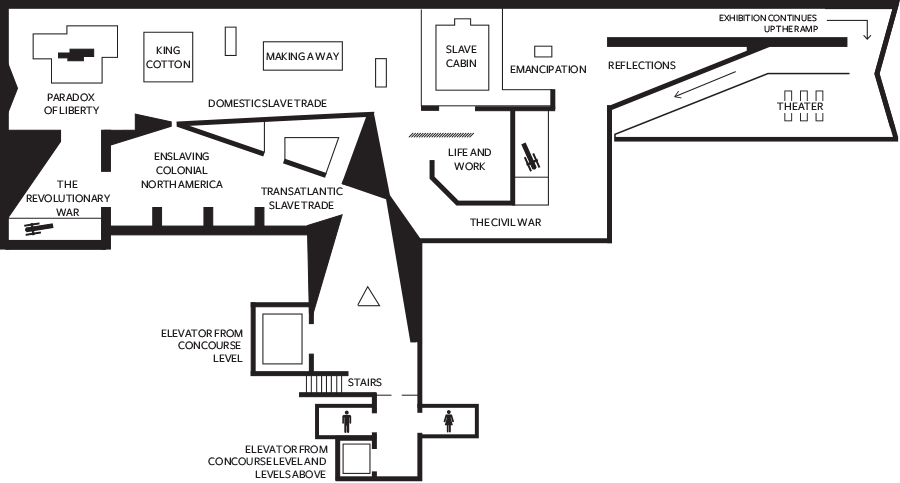 EXHIBITION CONTINUES
UP THE RAMP
KING
COTTON
MAKING A WAY
SLAVE
CABIN
EMANCIPATION
REFLECTIONS
PARADOX
OF LIBERTY
DOMESTIC SLAVE TRADE
THEATER
ENSLAVING
COLONIAL
NORTH AMERICA
LIFE AND
WORK
THE
REVOLUTIONARY
WAR
TRANSATLANTIC
SLAVE TRADE
THE CIVIL WAR
ELEVATOR FROM
CONCOURSE
LEVEL
STAIRS
ELEVATOR FROM
CONCOURSE LEVEL AND
LEVELS ABOVE